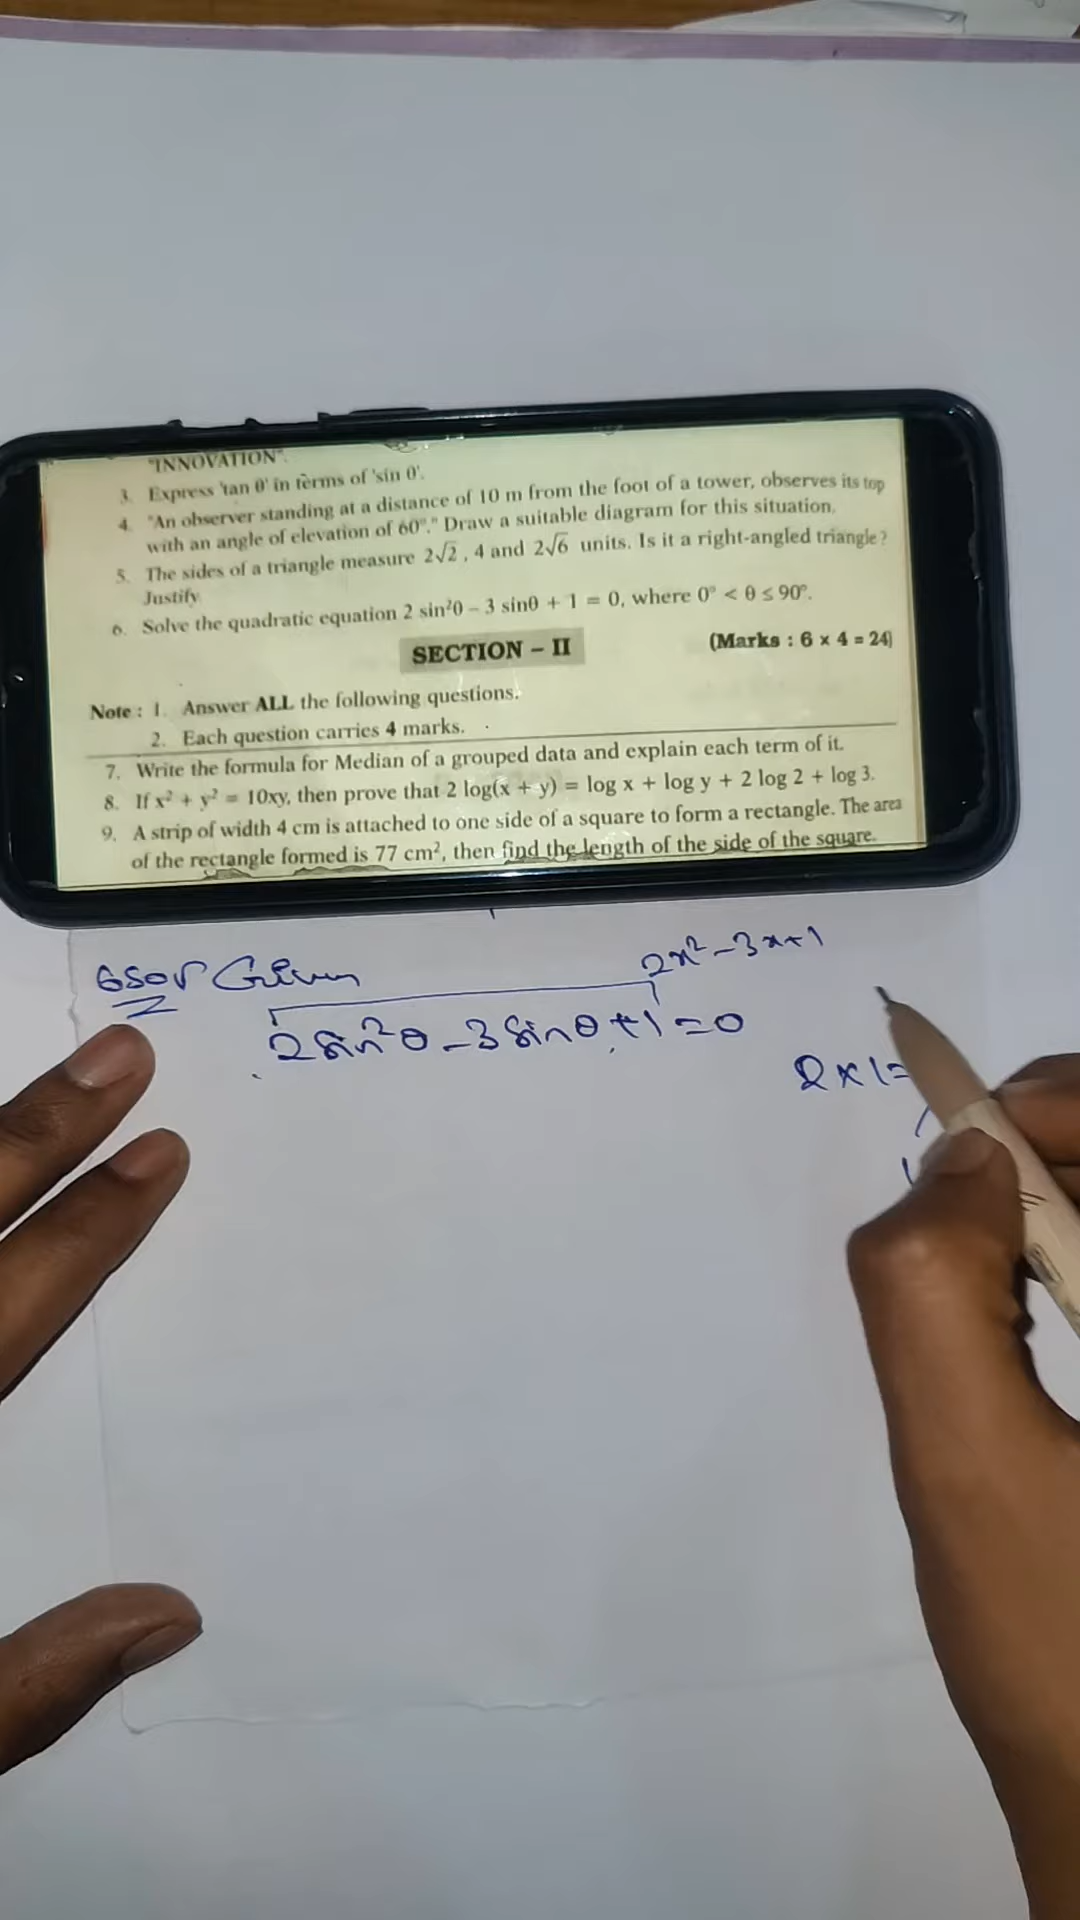 "INNOVATION".
3. Express 'tan θ' in terms of 'sin θ'.
4. "An observer standing at a distance of 10 m from the foot of a tower, observes its top
with an angle of elevation of 60°." Draw a suitable diagram for this situation.
5. The sides of a triangle measure 2√2, 4 and 2√6 units. Is it a right-angled triangle?
Justify
6. Solve the quadratic equation 2 sin²θ – 3 sinθ + 1 = 0, where 0° < θ ≤ 90°.
SECTION – II
(Marks : 6 × 4 = 24)
Note : 1. Answer ALL the following questions.
2. Each question carries 4 marks.
7. Write the formula for Median of a grouped data and explain each term of it.
8. If x² + y² = 10xy, then prove that 2 log(x + y) = log x + log y + 2 log 2 + log 3.
9. A strip of width 4 cm is attached to one side of a square to form a rectangle. The area
of the rectangle formed is 77 cm², then find the length of the side of the square.
Given
2x² – 3x + 1
2 sin²θ – 3 sinθ + 1 = 0
2 × 1 =